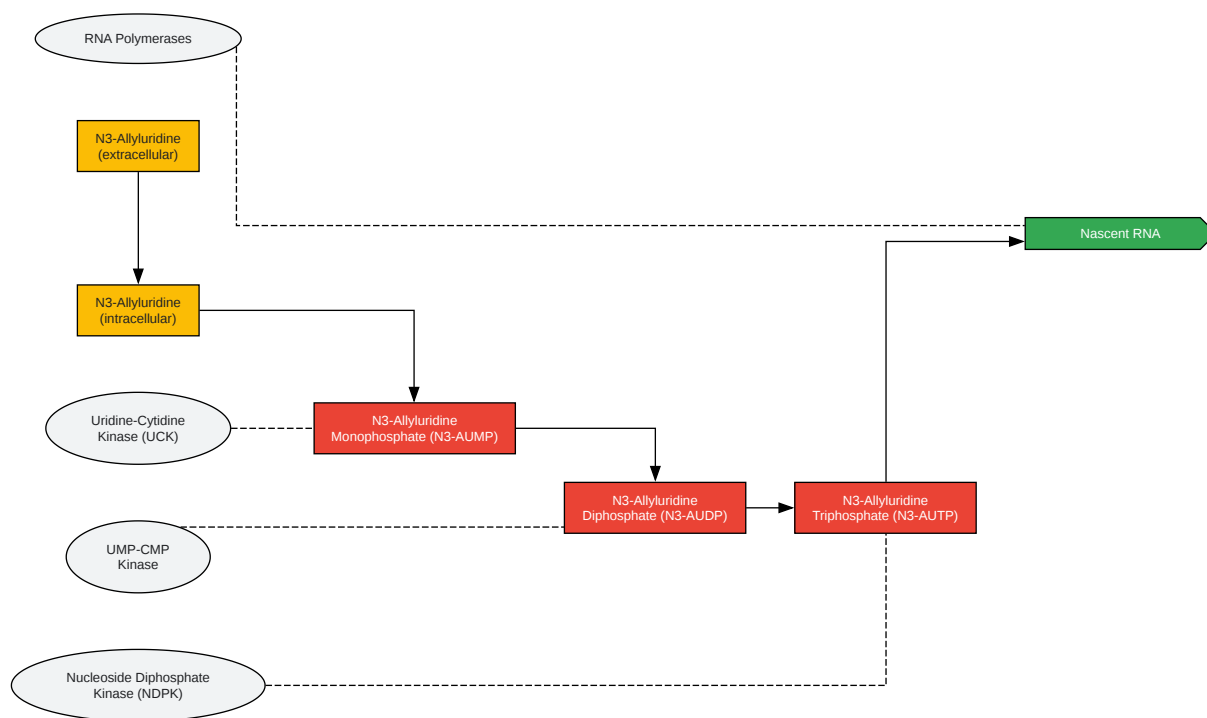 RNA Polymerases
N3-Allyluridine
(extracellular)
Nascent RNA
N3-Allyluridine
(intracellular)
Uridine-Cytidine
Kinase (UCK)
N3-Allyluridine
Monophosphate (N3-AUMP)
N3-Allyluridine
Diphosphate (N3-AUDP)
N3-Allyluridine
Triphosphate (N3-AUTP)
UMP-CMP
Kinase
Nucleoside Diphosphate
Kinase (NDPK)